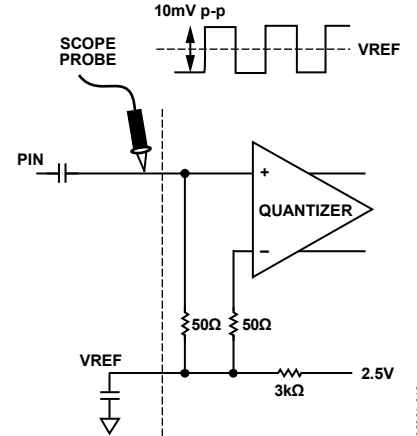 10mV p-p
VREF
SCOPE
PROBE
PIN
+
QUANTIZER
−
50Ω
50Ω
VREF
2.5V
3kΩ